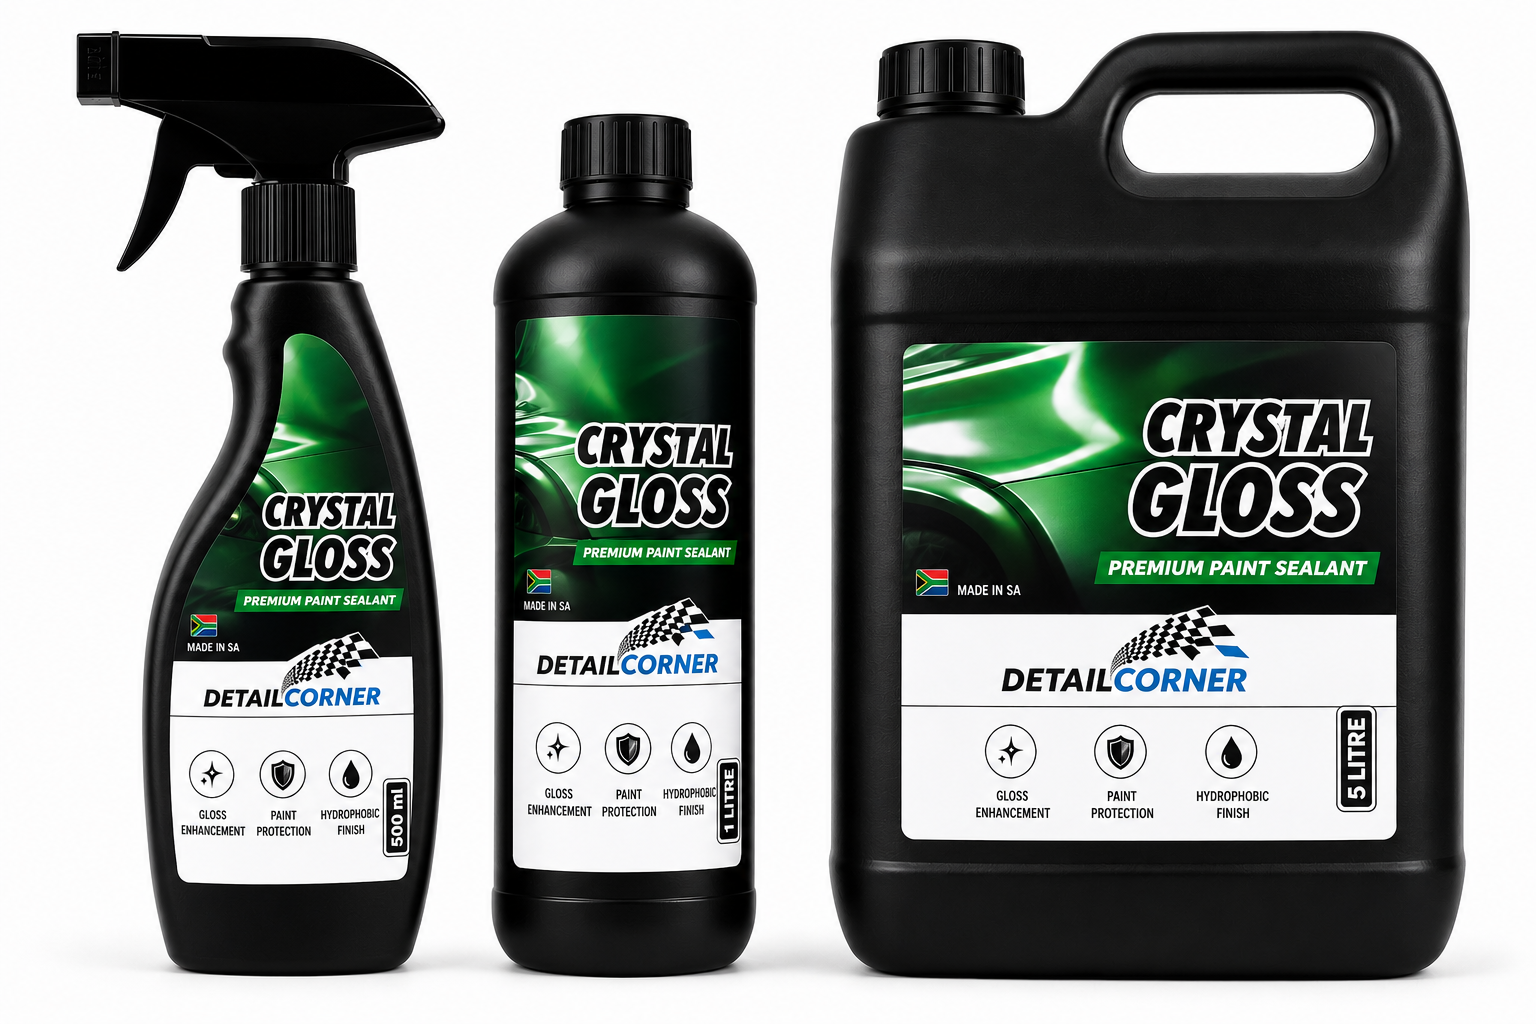 CRYSTAL
GLOSS
PREMIUM PAINT SEALANT
MADE IN SA
DETAILCORNER
GLOSS
ENHANCEMENT
PAINT
PROTECTION
HYDROPHOBIC
FINISH
500 ml
CRYSTAL
GLOSS
PREMIUM PAINT SEALANT
MADE IN SA
DETAILCORNER
GLOSS
ENHANCEMENT
PAINT
PROTECTION
HYDROPHOBIC
FINISH
1 LITRE
CRYSTAL
GLOSS
PREMIUM PAINT SEALANT
MADE IN SA
DETAILCORNER
GLOSS
ENHANCEMENT
PAINT
PROTECTION
HYDROPHOBIC
FINISH
5 LITRE